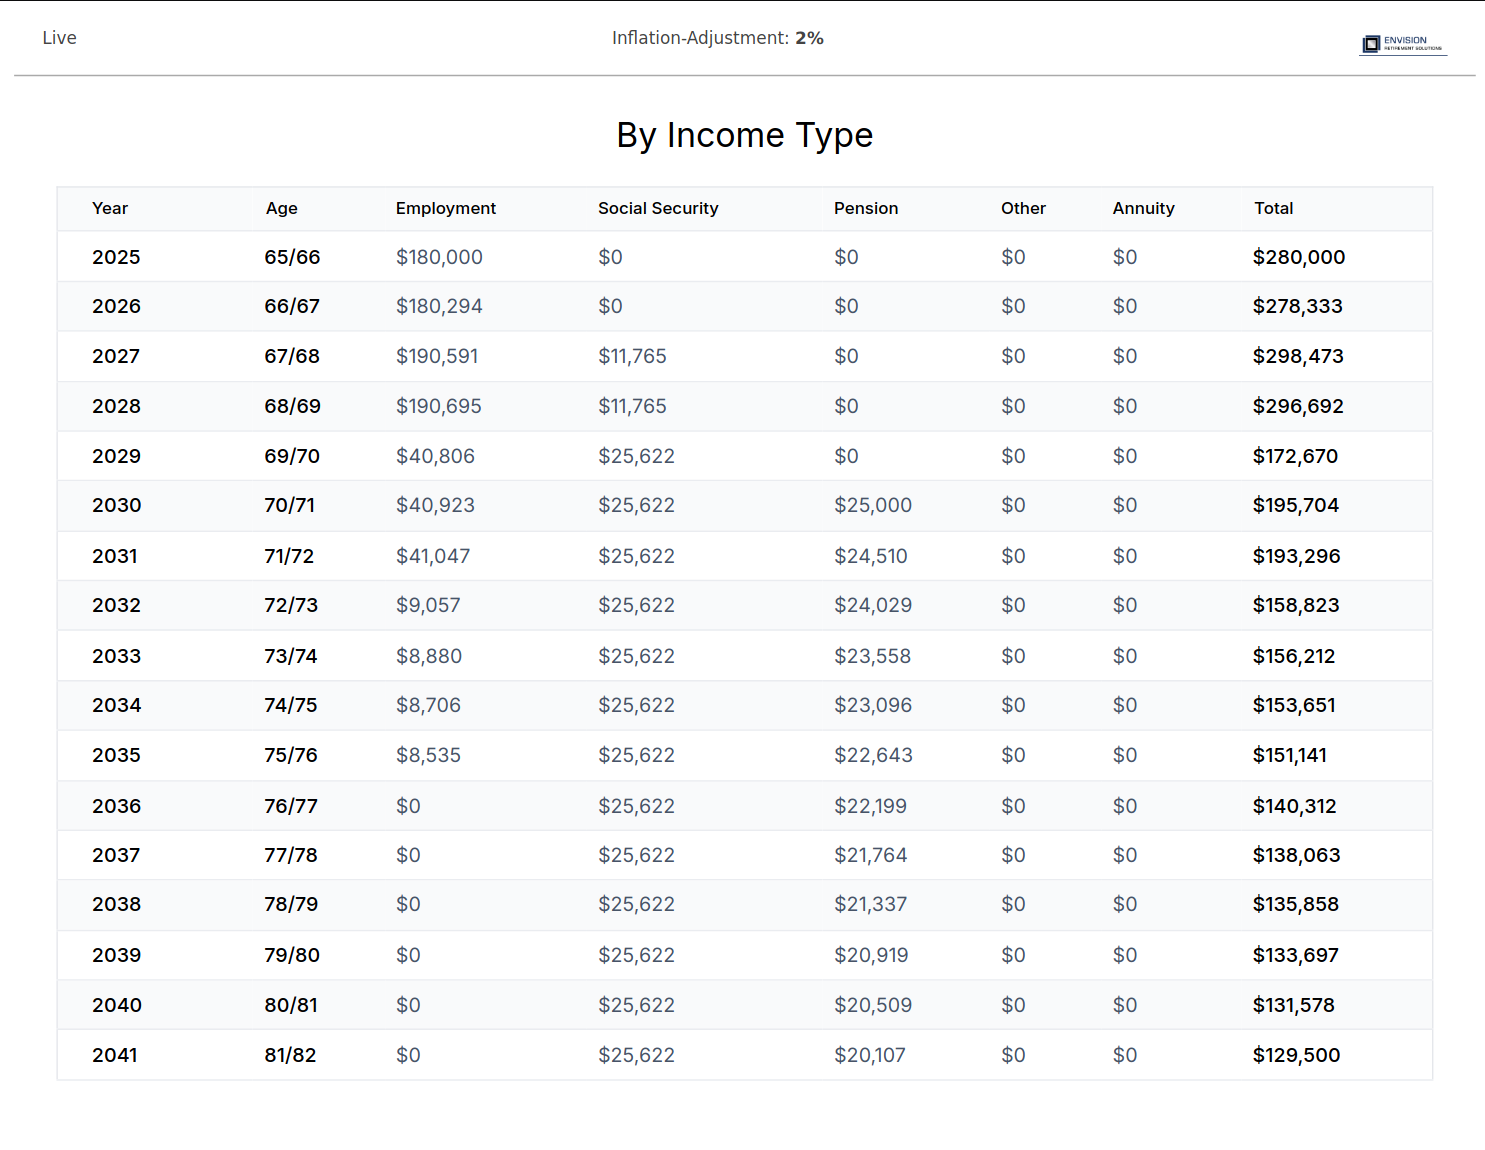 Live
Inflation-Adjustment: 2%
ENVISION
RETIREMENT SOLUTIONS
By Income Type
Year Age Employment Social Security Pension Other Annuity Total
2025 65/66 $180,000 $0 $0 $0 $0 $280,000
2026 66/67 $180,294 $0 $0 $0 $0 $278,333
2027 67/68 $190,591 $11,765 $0 $0 $0 $298,473
2028 68/69 $190,695 $11,765 $0 $0 $0 $296,692
2029 69/70 $40,806 $25,622 $0 $0 $0 $172,670
2030 70/71 $40,923 $25,622 $25,000 $0 $0 $195,704
2031 71/72 $41,047 $25,622 $24,510 $0 $0 $193,296
2032 72/73 $9,057 $25,622 $24,029 $0 $0 $158,823
2033 73/74 $8,880 $25,622 $23,558 $0 $0 $156,212
2034 74/75 $8,706 $25,622 $23,096 $0 $0 $153,651
2035 75/76 $8,535 $25,622 $22,643 $0 $0 $151,141
2036 76/77 $0 $25,622 $22,199 $0 $0 $140,312
2037 77/78 $0 $25,622 $21,764 $0 $0 $138,063
2038 78/79 $0 $25,622 $21,337 $0 $0 $135,858
2039 79/80 $0 $25,622 $20,919 $0 $0 $133,697
2040 80/81 $0 $25,622 $20,509 $0 $0 $131,578
2041 81/82 $0 $25,622 $20,107 $0 $0 $129,500